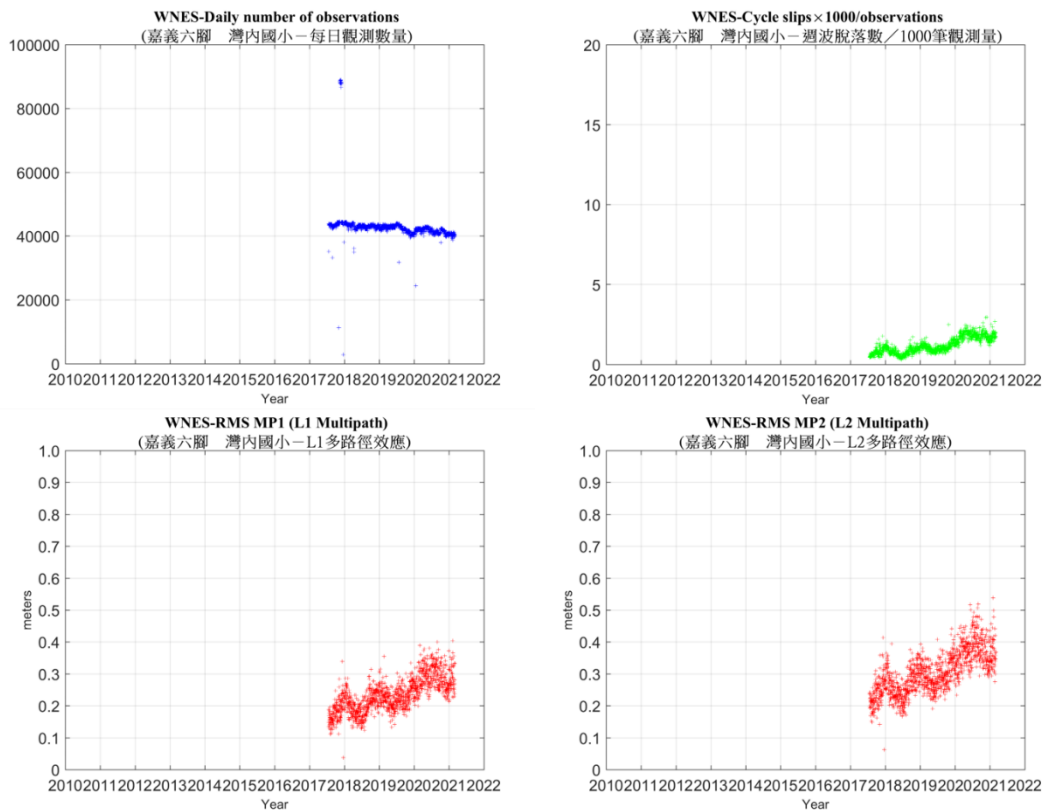 WNES-Daily number of observations
(嘉義六腳　灣內國小－每日觀測數量)
100000
80000
60000
40000
20000
0
2010 2011 2012 2013 2014 2015 2016 2017 2018 2019 2020 2021 2022
Year
WNES-Cycle slips×1000/observations
(嘉義六腳　灣內國小－週波脫落數／1000筆觀測量)
20
15
10
5
0
2010 2011 2012 2013 2014 2015 2016 2017 2018 2019 2020 2021 2022
Year
WNES-RMS MP1 (L1 Multipath)
(嘉義六腳　灣內國小－L1多路徑效應)
1.0
0.9
0.8
0.7
0.6
0.5
0.4
0.3
0.2
0.1
0
meters
2010 2011 2012 2013 2014 2015 2016 2017 2018 2019 2020 2021 2022
Year
WNES-RMS MP2 (L2 Multipath)
(嘉義六腳　灣內國小－L2多路徑效應)
1.0
0.9
0.8
0.7
0.6
0.5
0.4
0.3
0.2
0.1
0
meters
2010 2011 2012 2013 2014 2015 2016 2017 2018 2019 2020 2021 2022
Year